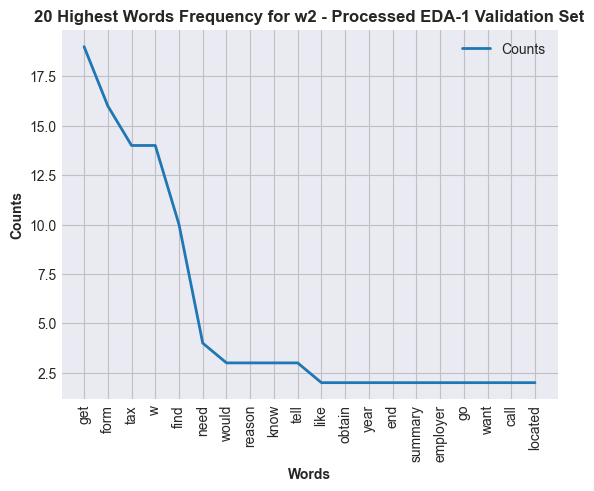 20 Highest Words Frequency for w2 - Processed EDA-1 Validation Set
Counts
Counts
17.5
15.0
12.5
10.0
7.5
5.0
2.5
get
form
tax
w
find
need
would
reason
know
tell
like
obtain
year
end
summary
employer
go
want
call
located
Words